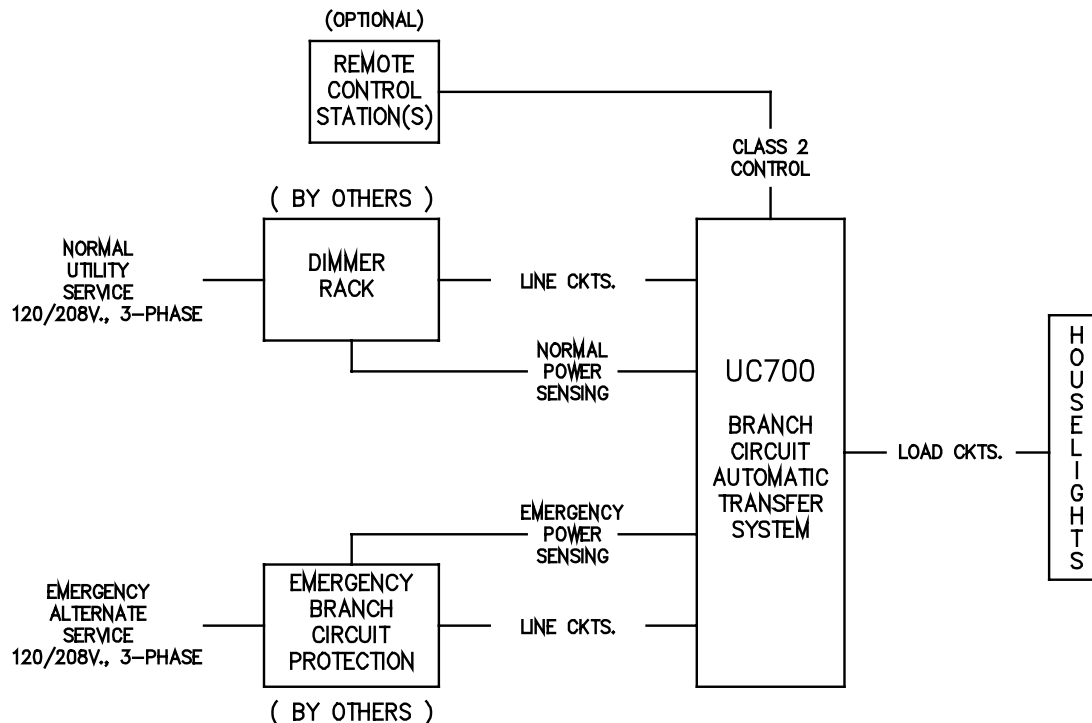 (OPTIONAL)
REMOTE
CONTROL
STATION(S)
CLASS 2
CONTROL
( BY OTHERS )
NORMAL
UTILITY
SERVICE
120/208V., 3-PHASE
DIMMER
RACK
LINE CKTS.
NORMAL
POWER
SENSING
UC700
BRANCH
CIRCUIT
AUTOMATIC
TRANSFER
SYSTEM
LOAD CKTS.
HOUSELIGHTS
EMERGENCY
POWER
SENSING
EMERGENCY
ALTERNATE
SERVICE
120/208V., 3-PHASE
EMERGENCY
BRANCH
CIRCUIT
PROTECTION
LINE CKTS.
( BY OTHERS )